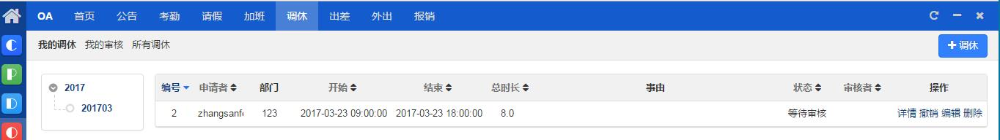 OA 首页 公告 考勤 请假 加班 调休 出差 外出 报销
我的调休 我的审核 所有调休 调休
2017
201703
编号 申请者 部门 开始 结束 总时长 事由 状态 审核者 操作
2 zhangsanfe 123 2017-03-23 09:00:00 2017-03-23 18:00:00 8.0 等待审核 详情 撤销 编辑 删除